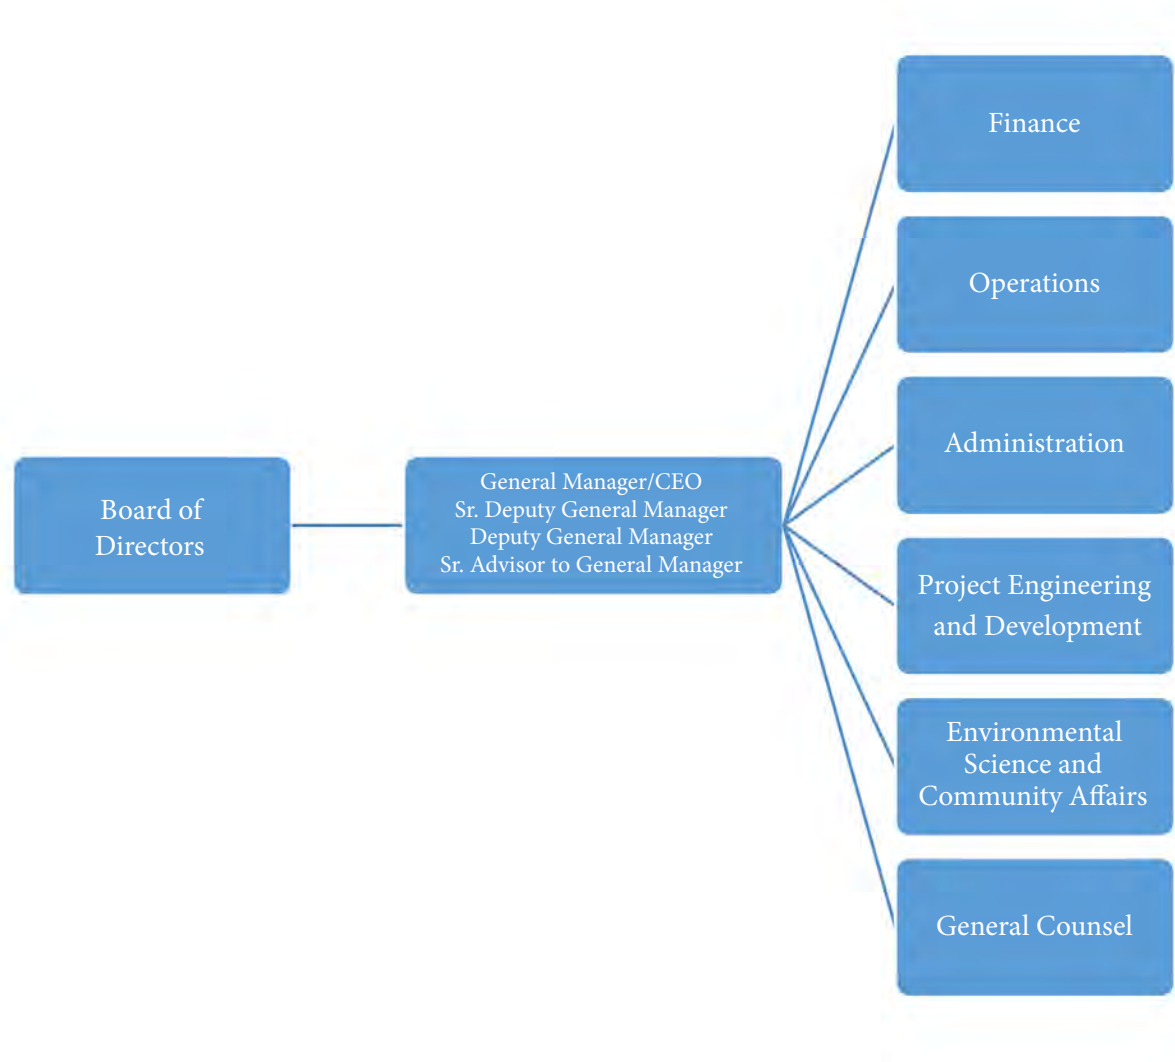 Board of
Directors
General Manager/CEO
Sr. Deputy General Manager
Deputy General Manager
Sr. Advisor to General Manager
Finance
Operations
Administration
Project Engineering
and Development
Environmental
Science and
Community Affairs
General Counsel